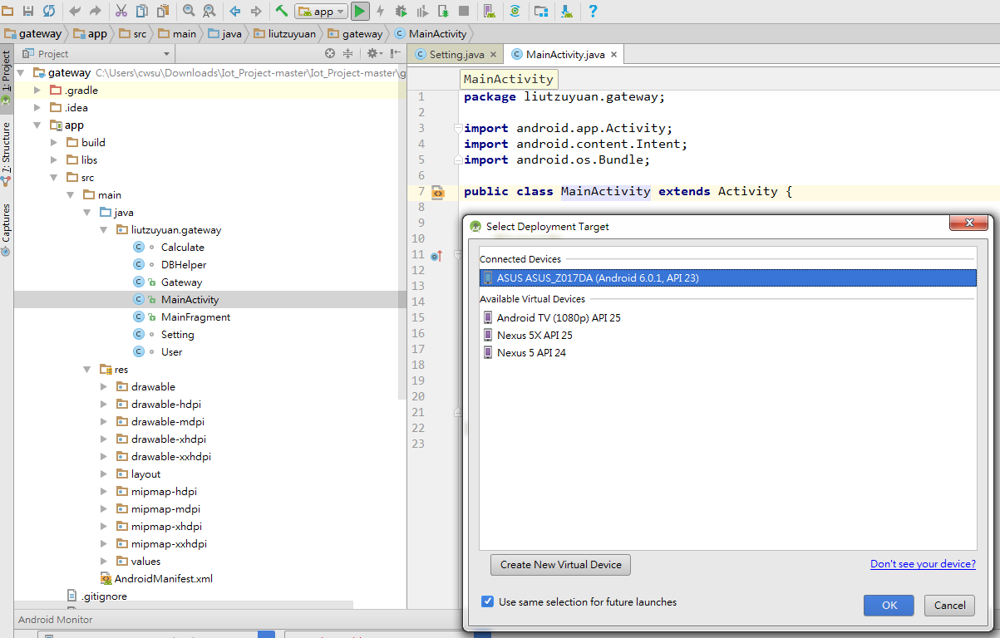 app
gateway app src main java liutzuyuan gateway MainActivity
1: Project
7: Structure
Captures
Project
gateway C:\Users\cwsu\Downloads\Iot_Project-master\Iot_Project-master\g
.gradle
.idea
app
build
libs
src
main
java
liutzuyuan.gateway
Calculate
DBHelper
Gateway
MainActivity
MainFragment
Setting
User
res
drawable
drawable-hdpi
drawable-mdpi
drawable-xhdpi
drawable-xxhdpi
layout
mipmap-hdpi
mipmap-mdpi
mipmap-xhdpi
mipmap-xxhdpi
values
AndroidManifest.xml
.gitignore
Android Monitor
Setting.java MainActivity.java
MainActivity
1 package liutzuyuan.gateway;
2
3 import android.app.Activity;
4 import android.content.Intent;
5 import android.os.Bundle;
6
7 public class MainActivity extends Activity {
8
9
10
11
12
13
14
15
16
17
18
19
20
21
22
23
Select Deployment Target
Connected Devices
ASUS ASUS_Z017DA (Android 6.0.1, API 23)
Available Virtual Devices
Android TV (1080p) API 25
Nexus 5X API 25
Nexus 5 API 24
Create New Virtual Device
Don't see your device?
Use same selection for future launches
OK
Cancel